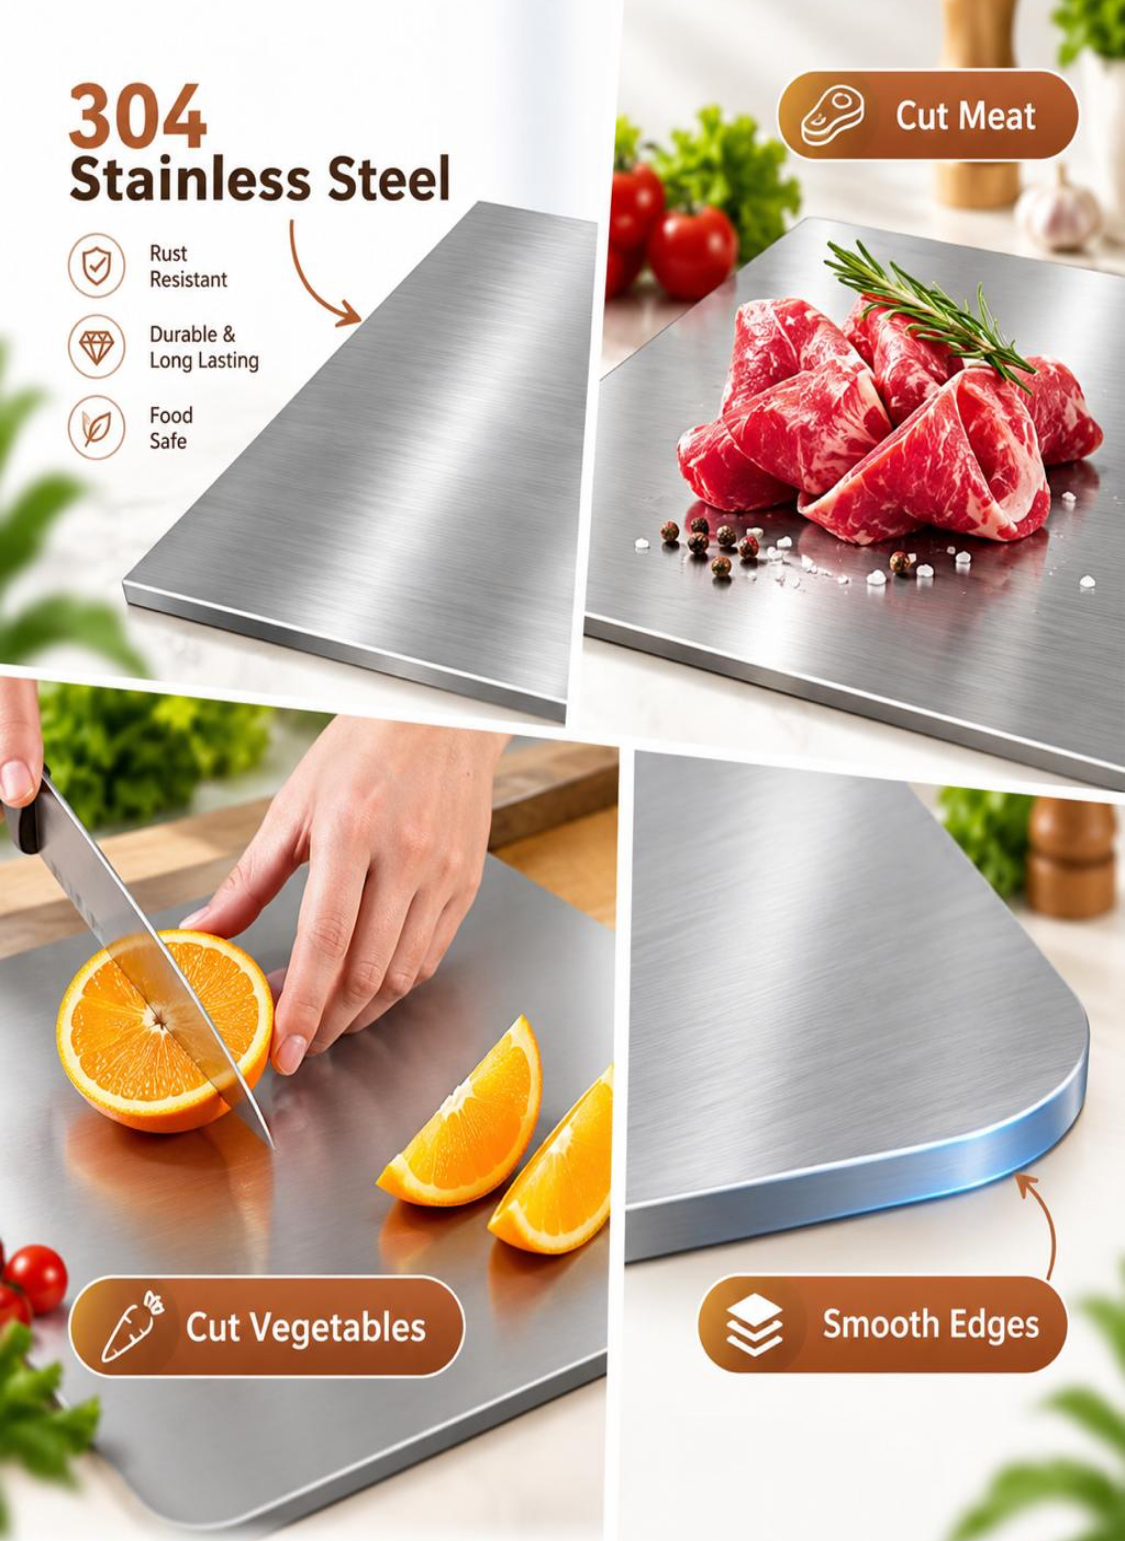 304
Stainless Steel
Rust
Resistant
Durable &
Long Lasting
Food
Safe
Cut Meat
Cut Vegetables
Smooth Edges